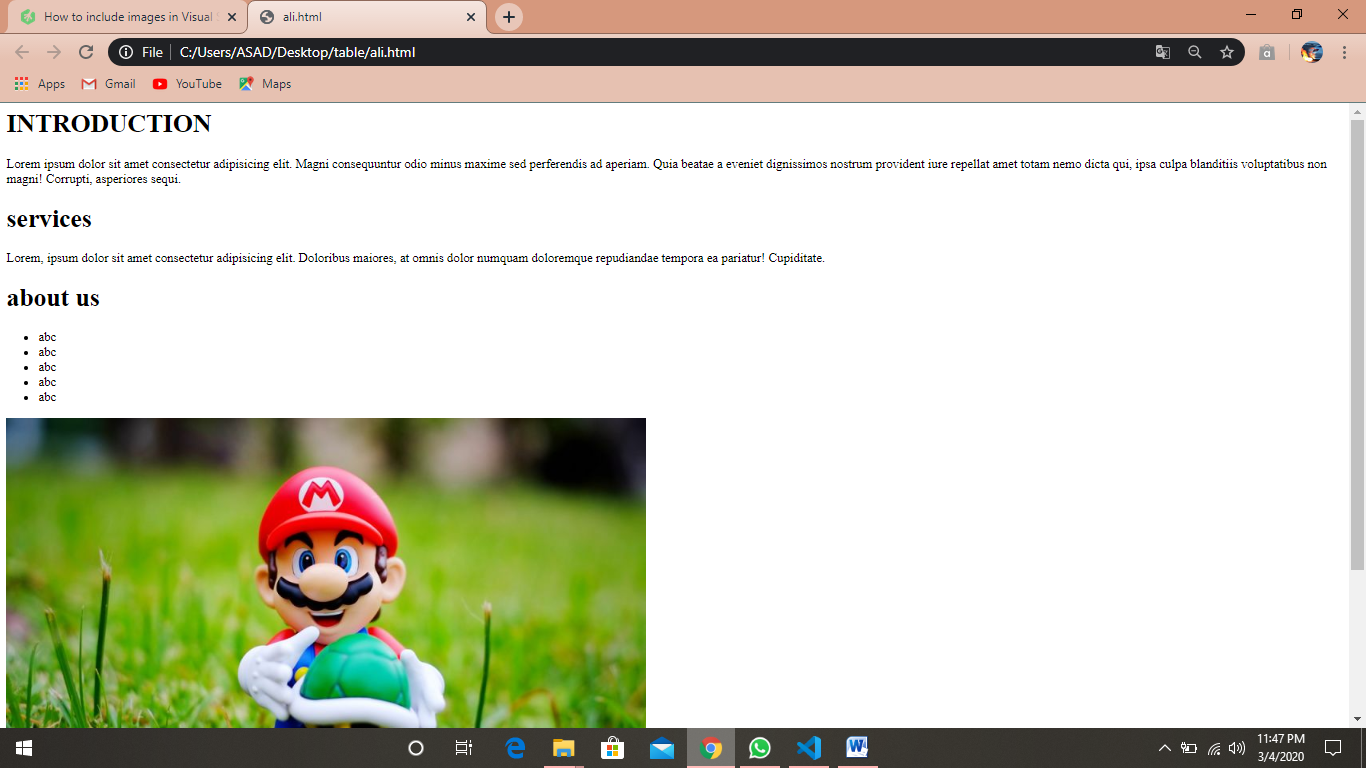 How to include images in Visual
ali.html
File
C:/Users/ASAD/Desktop/table/ali.html
Apps
Gmail
YouTube
Maps
INTRODUCTION
Lorem ipsum dolor sit amet consectetur adipisicing elit. Magni consequuntur odio minus maxime sed perferendis ad aperiam. Quia beatae a eveniet dignissimos nostrum provident iure repellat amet totam nemo dicta qui, ipsa culpa blanditiis voluptatibus non
magni! Corrupti, asperiores sequi.
services
Lorem, ipsum dolor sit amet consectetur adipisicing elit. Doloribus maiores, at omnis dolor numquam doloremque repudiandae tempora ea pariatur! Cupiditate.
about us
• abc
• abc
• abc
• abc
• abc
M
11:47 PM
3/4/2020